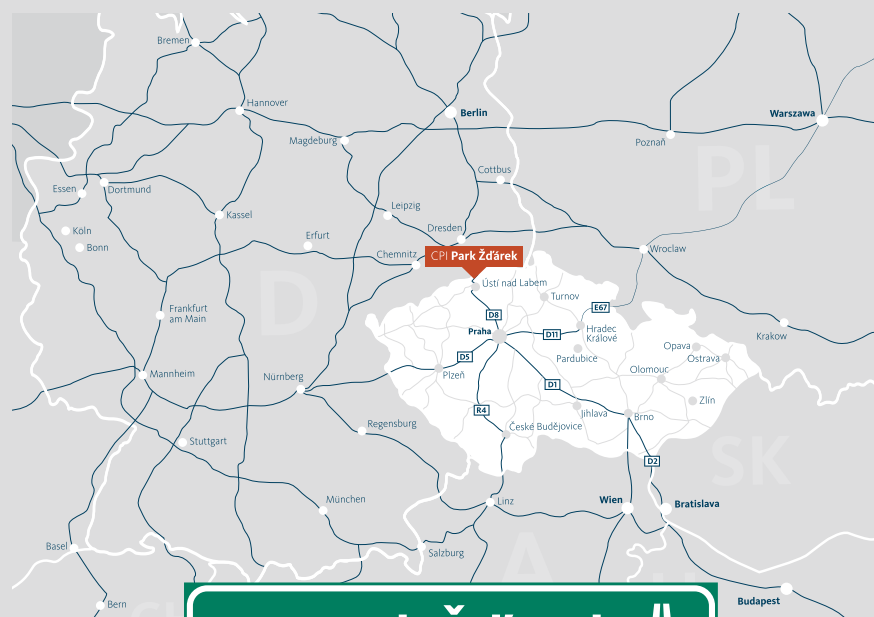 Bremen
Hannover
Berlin
Warszawa
Magdeburg
Poznań
Cottbus
PL
Essen
Dortmund
Leipzig
Kassel
Köln
Dresden
Erfurt
Bonn
Wroclaw
Chemnitz
CPI Park Žďárek
Ústí nad Labem
D
Turnov
E67
Frankfurt
am Main
D8
Praha
D11
Hradec
Králové
Krakow
Opava
Pardubice
Ostrava
D5
Mannheim
Nürnberg
Plzeň
Olomouc
D1
Zlín
R4
Jihlava
Brno
Regensburg
České Budějovice
Stuttgart
D2
SK
München
Linz
Wien
Bratislava
Basel
Salzburg
A
Bern
Budapest